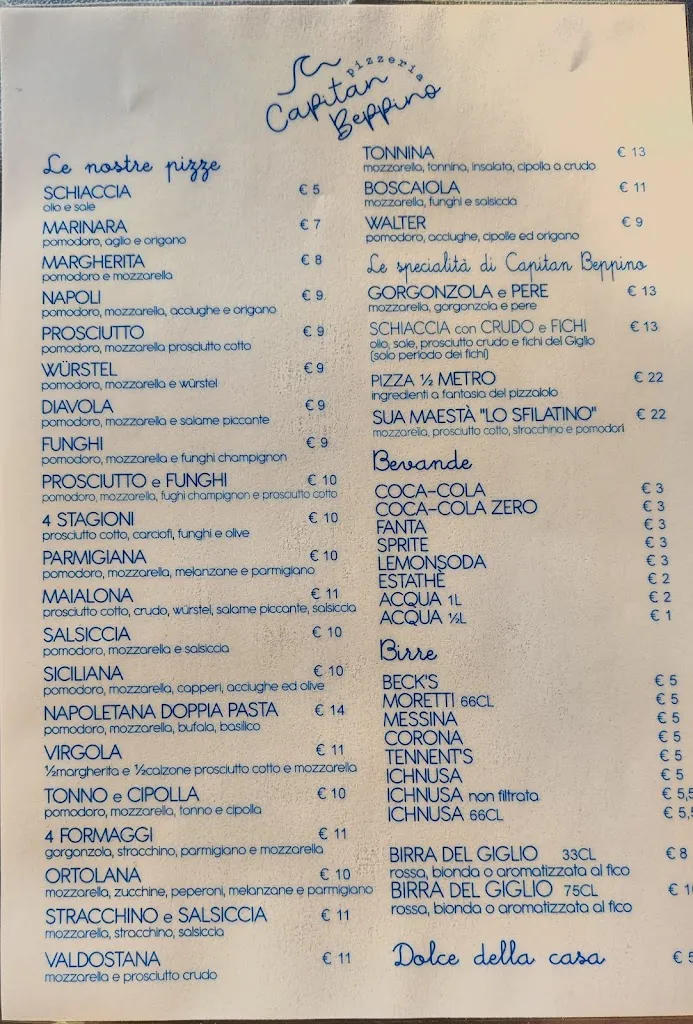 pizzeria
Capitan
Beppino
Le nostre pizze
SCHIACCIA € 5
olio e sale
MARINARA € 7
pomodoro, aglio e origano
MARGHERITA € 8
pomodoro e mozzarella
NAPOLI € 9
pomodoro, mozzarella, acciughe e origano
PROSCIUTTO € 9
pomodoro, mozzarella prosciutto cotto
WÜRSTEL € 9
pomodoro, mozzarella e würstel
DIAVOLA € 9
pomodoro, mozzarella e salame piccante
FUNGHI € 9
pomodoro, mozzarella e funghi champignon
PROSCIUTTO e FUNGHI € 10
pomodoro, mozzarella, fughi champignon e prosciutto cotto
4 STAGIONI € 10
prosciutto cotto, carciofi, funghi e olive
PARMIGIANA € 10
pomodoro, mozzarella, melanzane e parmigiano
MAIALONA € 11
prosciutto cotto, crudo, würstel, salame piccante, salsiccia
SALSICCIA € 10
pomodoro, mozzarella e salsiccia
SICILIANA € 10
pomodoro, mozzarella, capperi, acciughe ed olive
NAPOLETANA DOPPIA PASTA € 14
pomodoro, mozzarella, bufala, basilico
VIRGOLA € 11
½margherita e ½calzone prosciutto cotto e mozzarella
TONNO e CIPOLLA € 10
pomodoro, mozzarella, tonno e cipolla
4 FORMAGGI € 11
gorgonzola, stracchino, parmigiano e mozzarella
ORTOLANA € 10
mozzarella, zucchine, peperoni, melanzane e parmigiano
STRACCHINO e SALSICCIA € 11
mozzarella, stracchino, salsiccia
VALDOSTANA € 11
mozzarella e prosciutto crudo
TONNINA € 13
mozzarella, tonnina, insalata, cipolla a crudo
BOSCAIOLA € 11
mozzarella, funghi e salsiccia
WALTER € 9
pomodoro, acciughe, cipolle ed origano
Le specialità di Capitan Beppino
GORGONZOLA e PERE € 13
mozzarella, gorgonzola e pere
SCHIACCIA con CRUDO e FICHI € 13
olio, sale, prosciutto crudo e fichi del Giglio
(solo periodo dei fichi)
PIZZA ½ METRO € 22
ingredienti a fantasia del pizzaiolo
SUA MAESTÀ "LO SFILATINO" € 22
mozzarella, prosciutto cotto, stracchino e pomodori
Bevande
COCA-COLA € 3
COCA-COLA ZERO € 3
FANTA € 3
SPRITE € 3
LEMONSODA € 3
ESTATHÈ € 2
ACQUA 1L € 2
ACQUA ½L € 1
Birre
BECK'S € 5
MORETTI 66CL € 5
MESSINA € 5
CORONA € 5
TENNENT'S € 5
ICHNUSA € 5
ICHNUSA non filtrata € 5,5
ICHNUSA 66CL € 5,5
BIRRA DEL GIGLIO 33CL € 8
rossa, bionda o aromatizzata al fico
BIRRA DEL GIGLIO 75CL €
rossa, bionda o aromatizzata al fico
Dolce della casa € 5